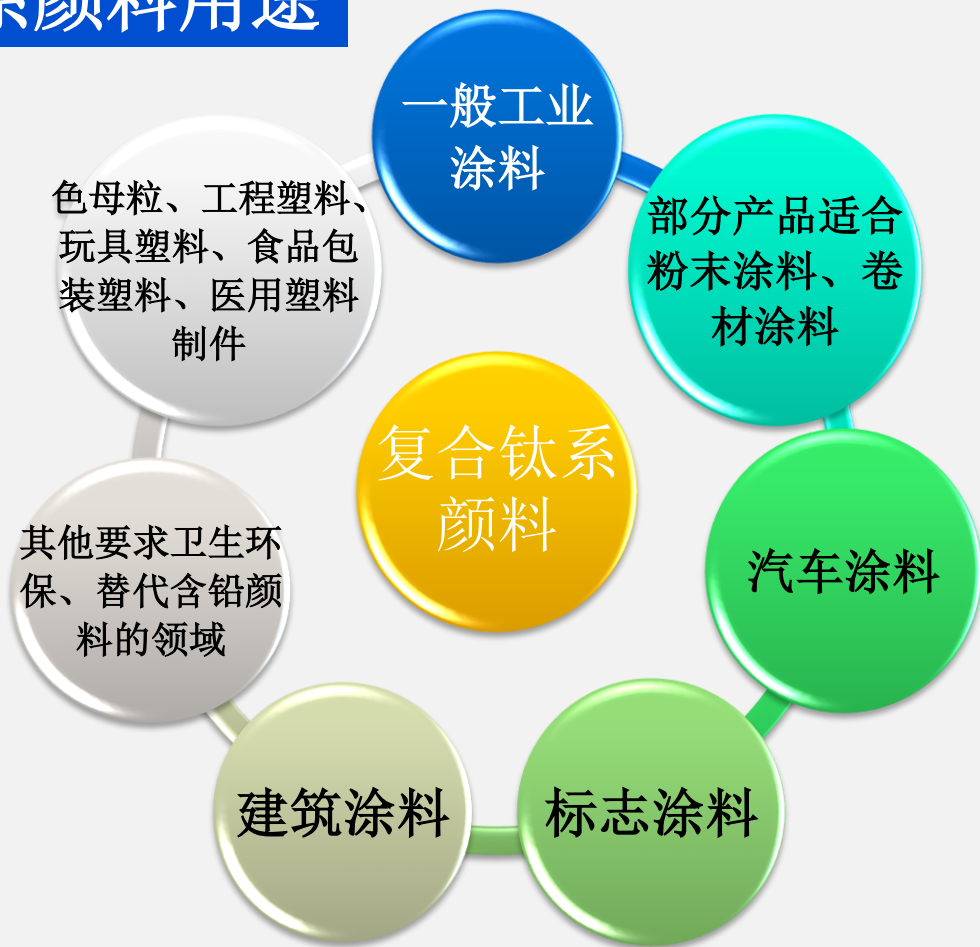 系颜料用途
一般工业
涂料
部分产品适合
粉末涂料、卷
材涂料
汽车涂料
标志涂料
建筑涂料
其他要求卫生环
保、替代含铅颜
料的领域
色母粒、工程塑料、
玩具塑料、食品包
装塑料、医用塑料
制件
复合钛系
颜料